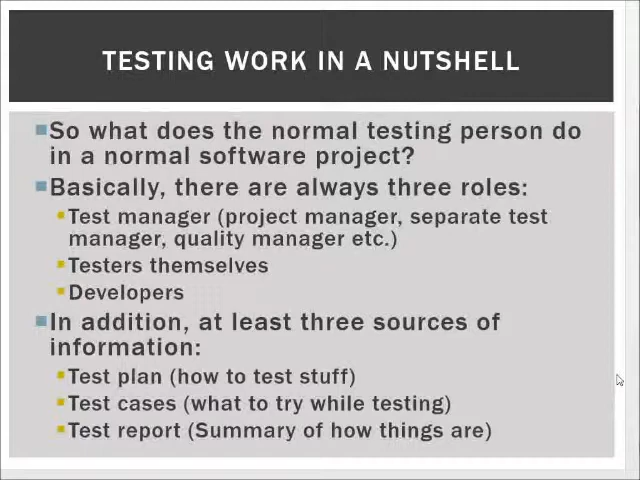 TESTING WORK IN A NUTSHELL
So what does the normal testing person do
in a normal software project?
Basically, there are always three roles:
Test manager (project manager, separate test
manager, quality manager etc.)
Testers themselves
Developers
In addition, at least three sources of
information:
Test plan (how to test stuff)
Test cases (what to try while testing)
Test report (Summary of how things are)